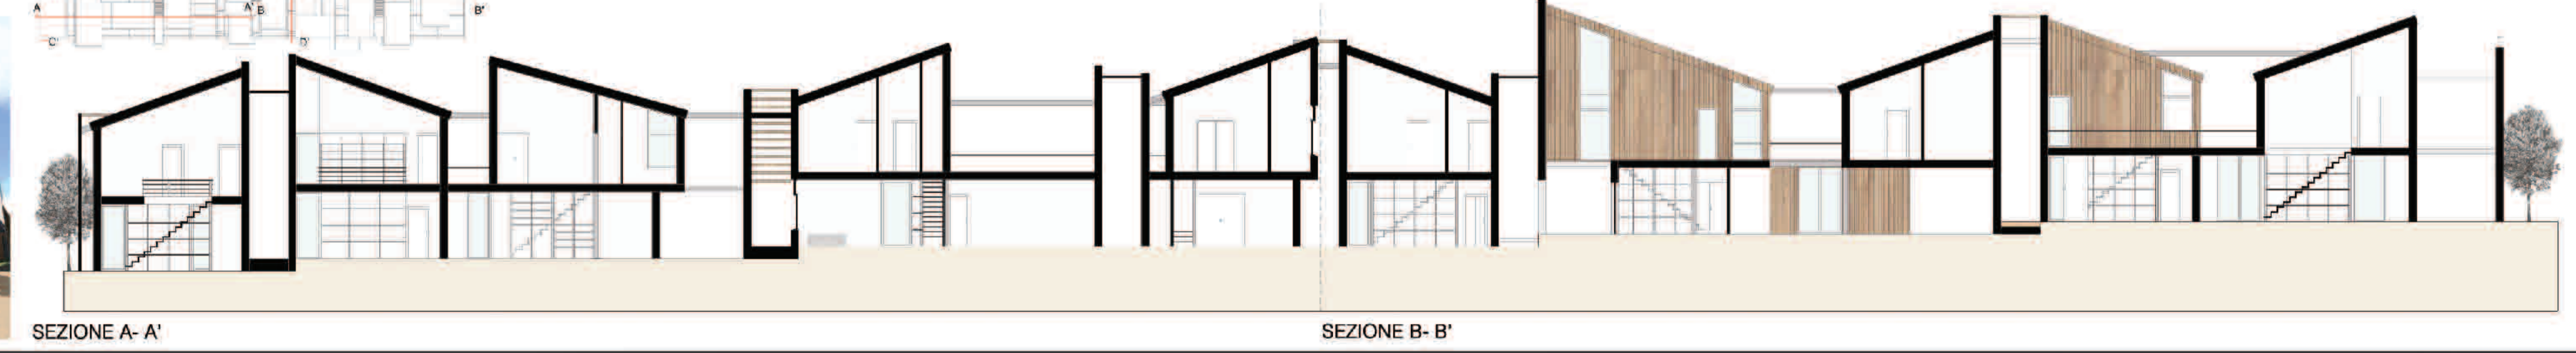 A A' B B'
C' D'
SEZIONE A- A' SEZIONE B- B'